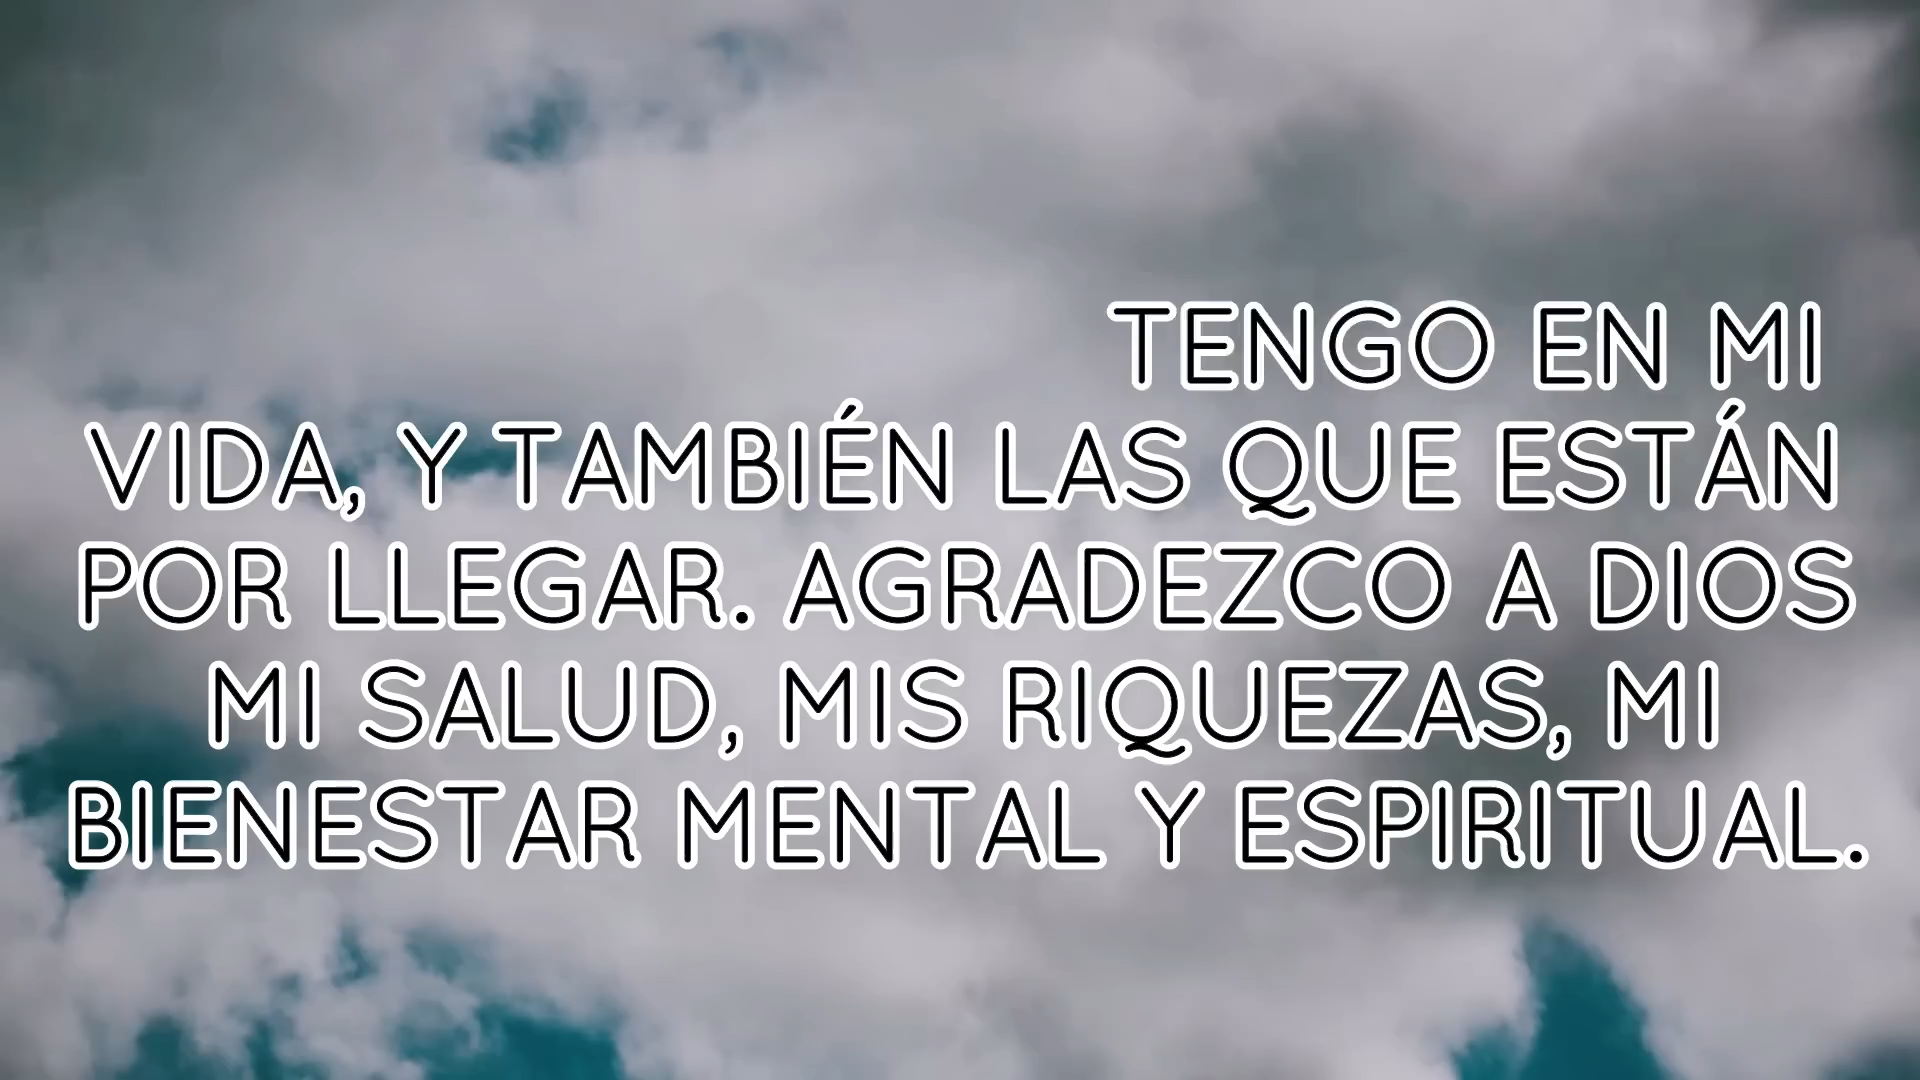 TENGO EN MI
VIDA, Y TAMBIÉN LAS QUE ESTÁN
POR LLEGAR. AGRADEZCO A DIOS
MI SALUD, MIS RIQUEZAS, MI
BIENESTAR MENTAL Y ESPIRITUAL.